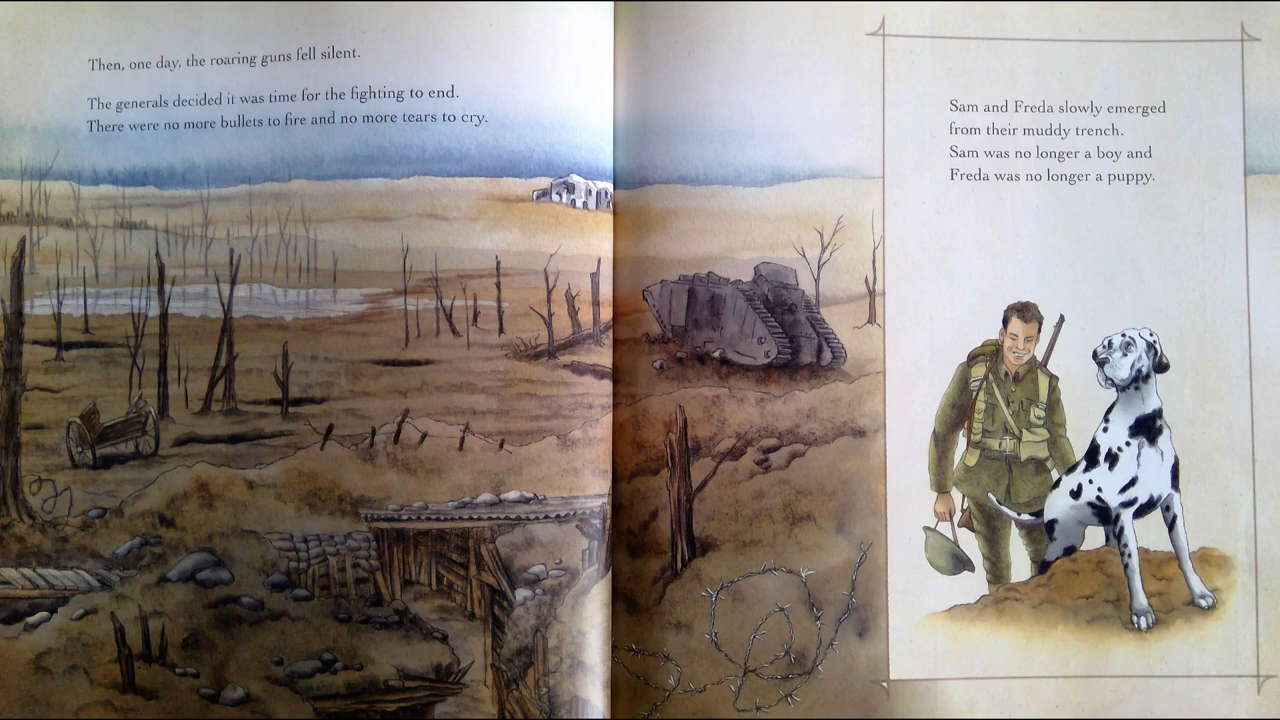 Then, one day, the roaring guns fell silent.
The generals decided it was time for the fighting to end.
There were no more bullets to fire and no more tears to cry.
Sam and Freda slowly emerged
from their muddy trench.
Sam was no longer a boy and
Freda was no longer a puppy.